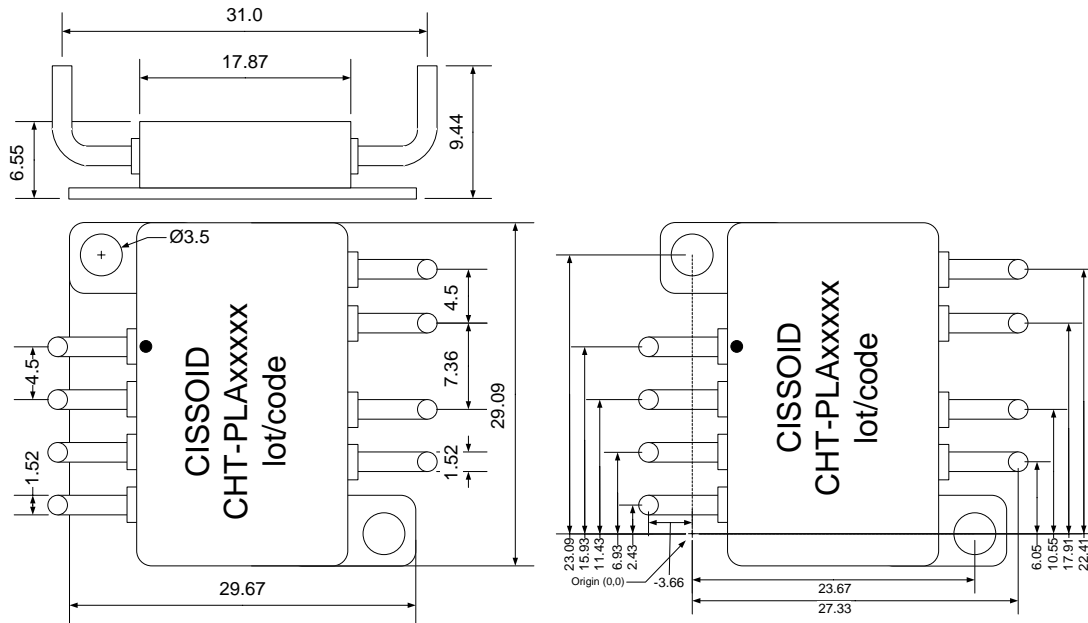 31.0
17.87
6.55
9.44
Ø3.5
4.5
1.52
CISSOID
CHT-PLAxxxxx
lot/code
4.5
7.36
1.52
29.09
29.67
CISSOID
CHT-PLAxxxxx
lot/code
23.09
15.93
11.43
6.93
2.43
Origin (0,0)
-3.66
23.67
27.33
6.05
10.55
17.91
22.41